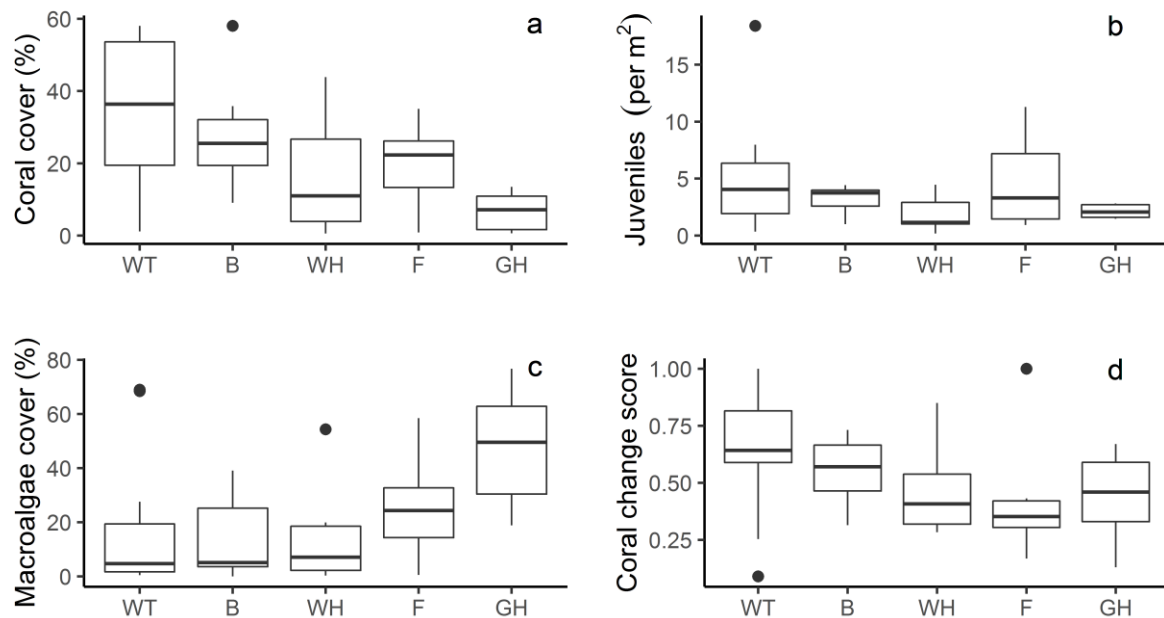 a
Coral cover (%)
60
40
20
0
WT B WH F GH
b
Juveniles (per m²)
15
10
5
0
WT B WH F GH
c
Macroalgae cover (%)
80
60
40
20
0
WT B WH F GH
d
Coral change score
1.00
0.75
0.50
0.25
WT B WH F GH